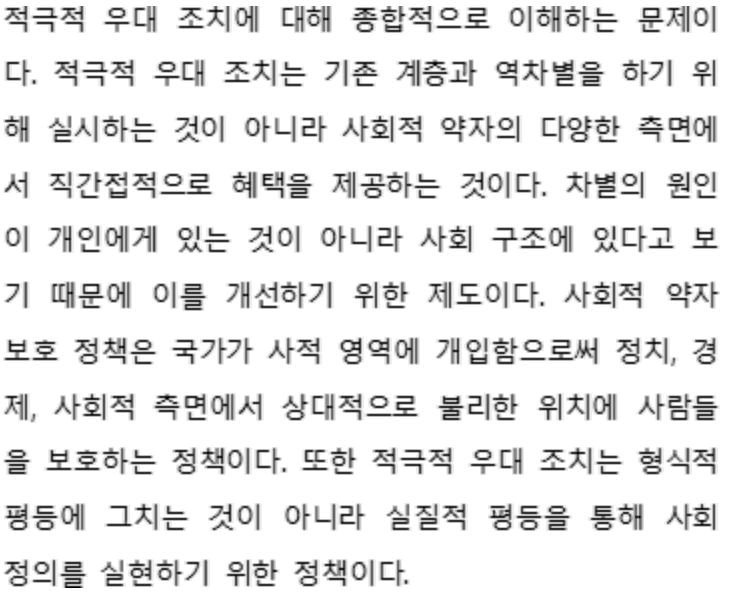 적극적 우대 조치에 대해 종합적으로 이해하는 문제이
다. 적극적 우대 조치는 기존 계층과 역차별을 하기 위
해 실시하는 것이 아니라 사회적 약자의 다양한 측면에
서 직간접적으로 혜택을 제공하는 것이다. 차별의 원인
이 개인에게 있는 것이 아니라 사회 구조에 있다고 보
기 때문에 이를 개선하기 위한 제도이다. 사회적 약자
보호 정책은 국가가 사적 영역에 개입함으로써 정치, 경
제, 사회적 측면에서 상대적으로 불리한 위치에 사람들
을 보호하는 정책이다. 또한 적극적 우대 조치는 형식적
평등에 그치는 것이 아니라 실질적 평등을 통해 사회
정의를 실현하기 위한 정책이다.